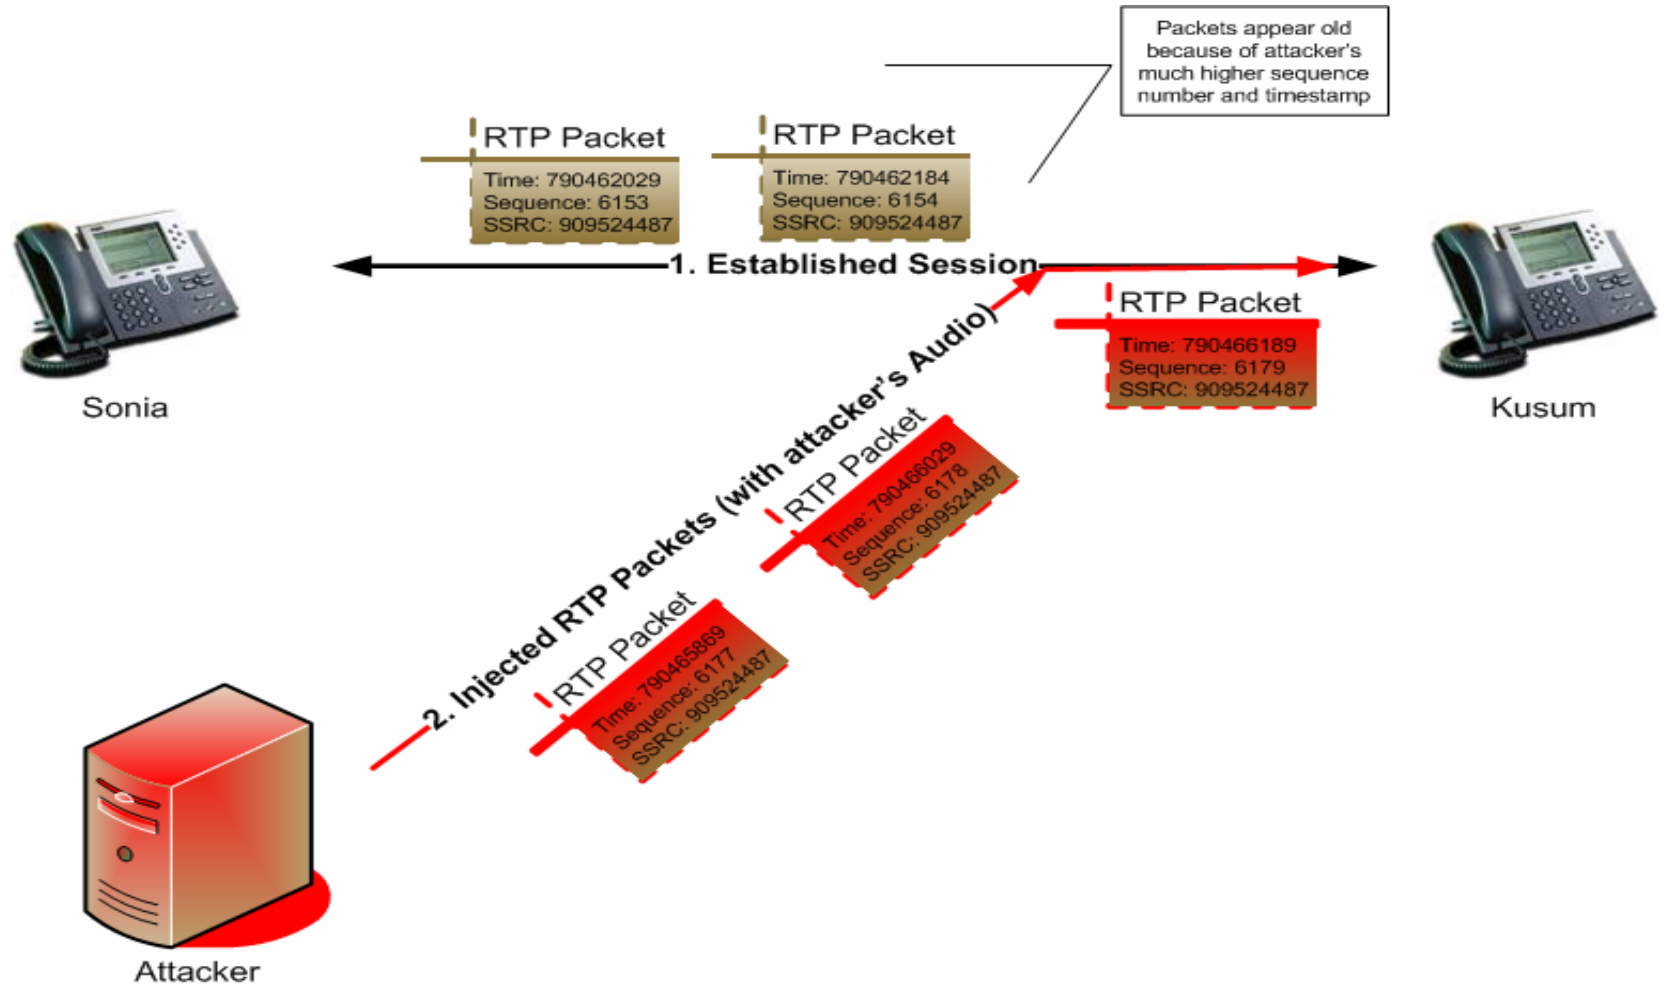 Packets appear old
because of attacker's
much higher sequence
number and timestamp
RTP Packet
Time: 790462029
Sequence: 6153
SSRC: 909524487
RTP Packet
Time: 790462184
Sequence: 6154
SSRC: 909524487
1. Established Session
RTP Packet
Time: 790466189
Sequence: 6179
SSRC: 909524487
Sonia
Kusum
2. Injected RTP Packets (with attacker's Audio)
RTP Packet
Time: 790466029
Sequence: 6178
SSRC: 909524487
RTP Packet
Time: 790465869
Sequence: 6177
SSRC: 909524487
Attacker